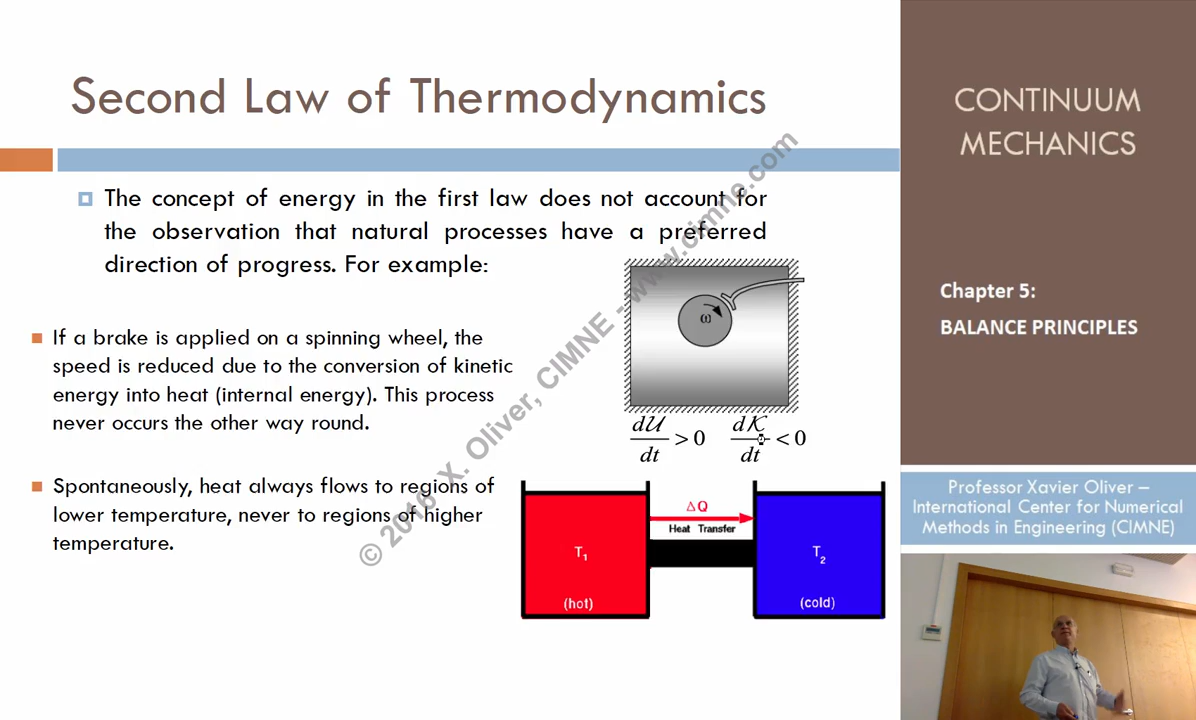 Second Law of Thermodynamics
The concept of energy in the first law does not account for
the observation that natural processes have a preferred
direction of progress. For example:
If a brake is applied on a spinning wheel, the
speed is reduced due to the conversion of kinetic
energy into heat (internal energy). This process
never occurs the other way round.
Spontaneously, heat always flows to regions of
lower temperature, never to regions of higher
temperature.
ω
d𝒰/dt > 0 d𝒦/dt < 0
ΔQ
Heat Transfer
T₁
(hot)
T₂
(cold)
© 2016 X. Oliver, CIMNE - www.cimne.com
CONTINUUM
MECHANICS
Chapter 5:
BALANCE PRINCIPLES
Professor Xavier Oliver –
International Center for Numerical
Methods in Engineering (CIMNE)